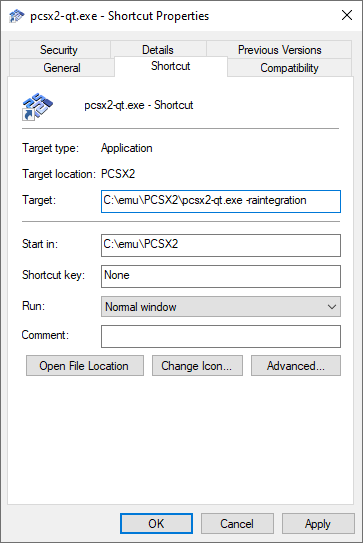 pcsx2-qt.exe - Shortcut Properties
Security Details Previous Versions
General Shortcut Compatibility
pcsx2-qt.exe - Shortcut
Target type: Application
Target location: PCSX2
Target: C:\emu\PCSX2\pcsx2-qt.exe -raintegration
Start in: C:\emu\PCSX2
Shortcut key: None
Run: Normal window
Comment:
Open File Location Change Icon... Advanced...
OK Cancel Apply